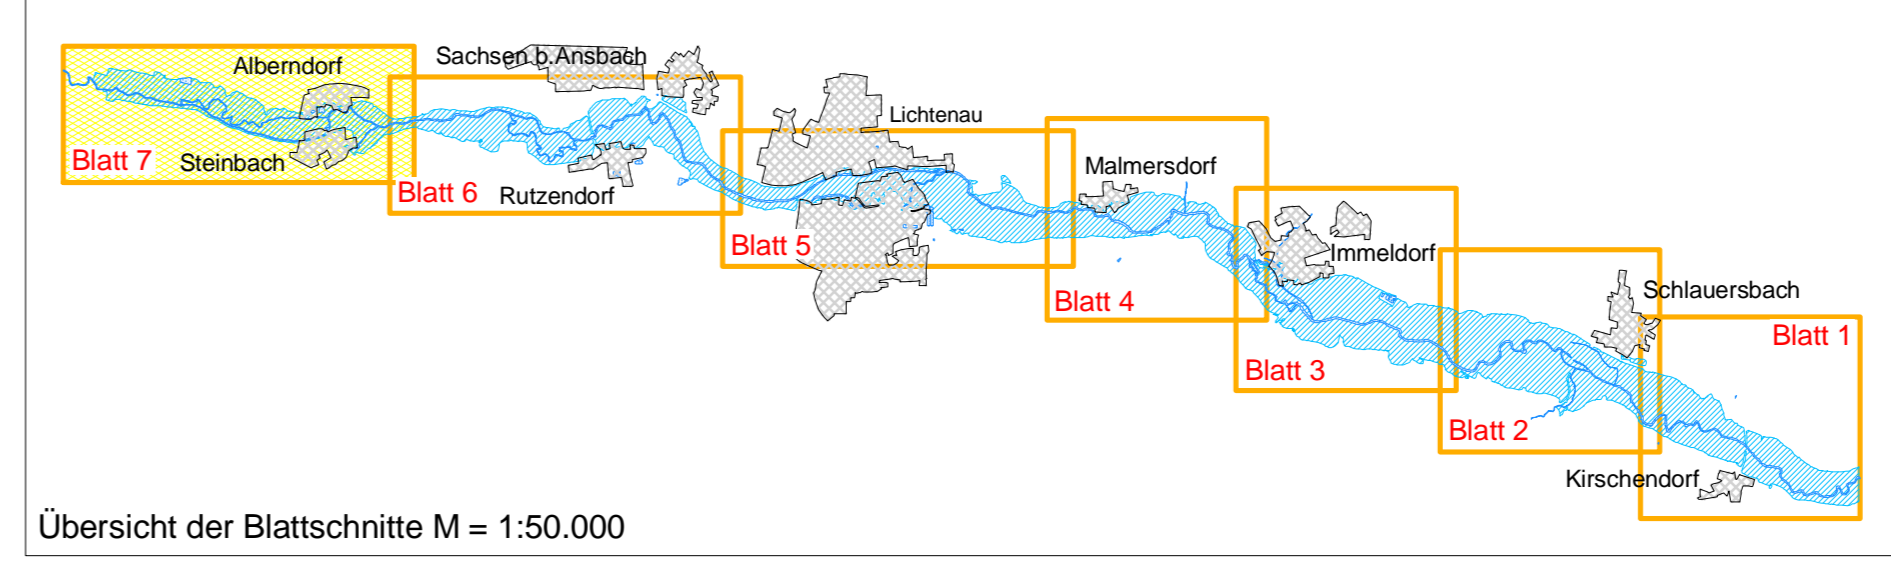 Alberndorf
Sachsen b.Ansbach
Lichtenau
Blatt 7
Steinbach
Blatt 6
Rutzendorf
Malmersdorf
Blatt 5
Immeldorf
Blatt 4
Schlauersbach
Blatt 1
Blatt 3
Blatt 2
Kirschendorf
Übersicht der Blattschnitte M = 1:50.000